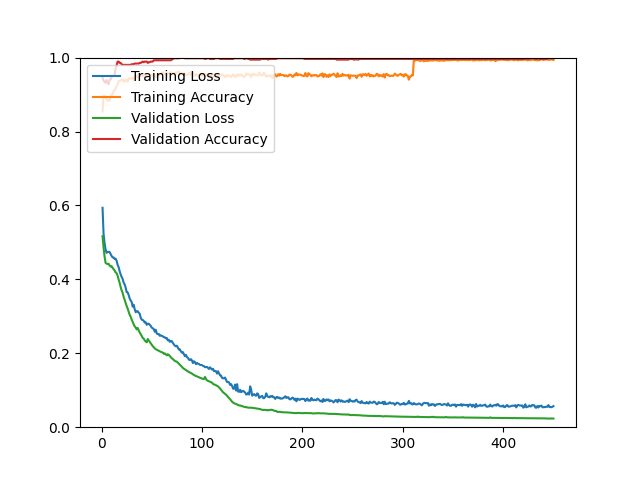 1.0
0.8
0.6
0.4
0.2
0.0
Training Loss
Training Accuracy
Validation Loss
Validation Accuracy
0 100 200 300 400